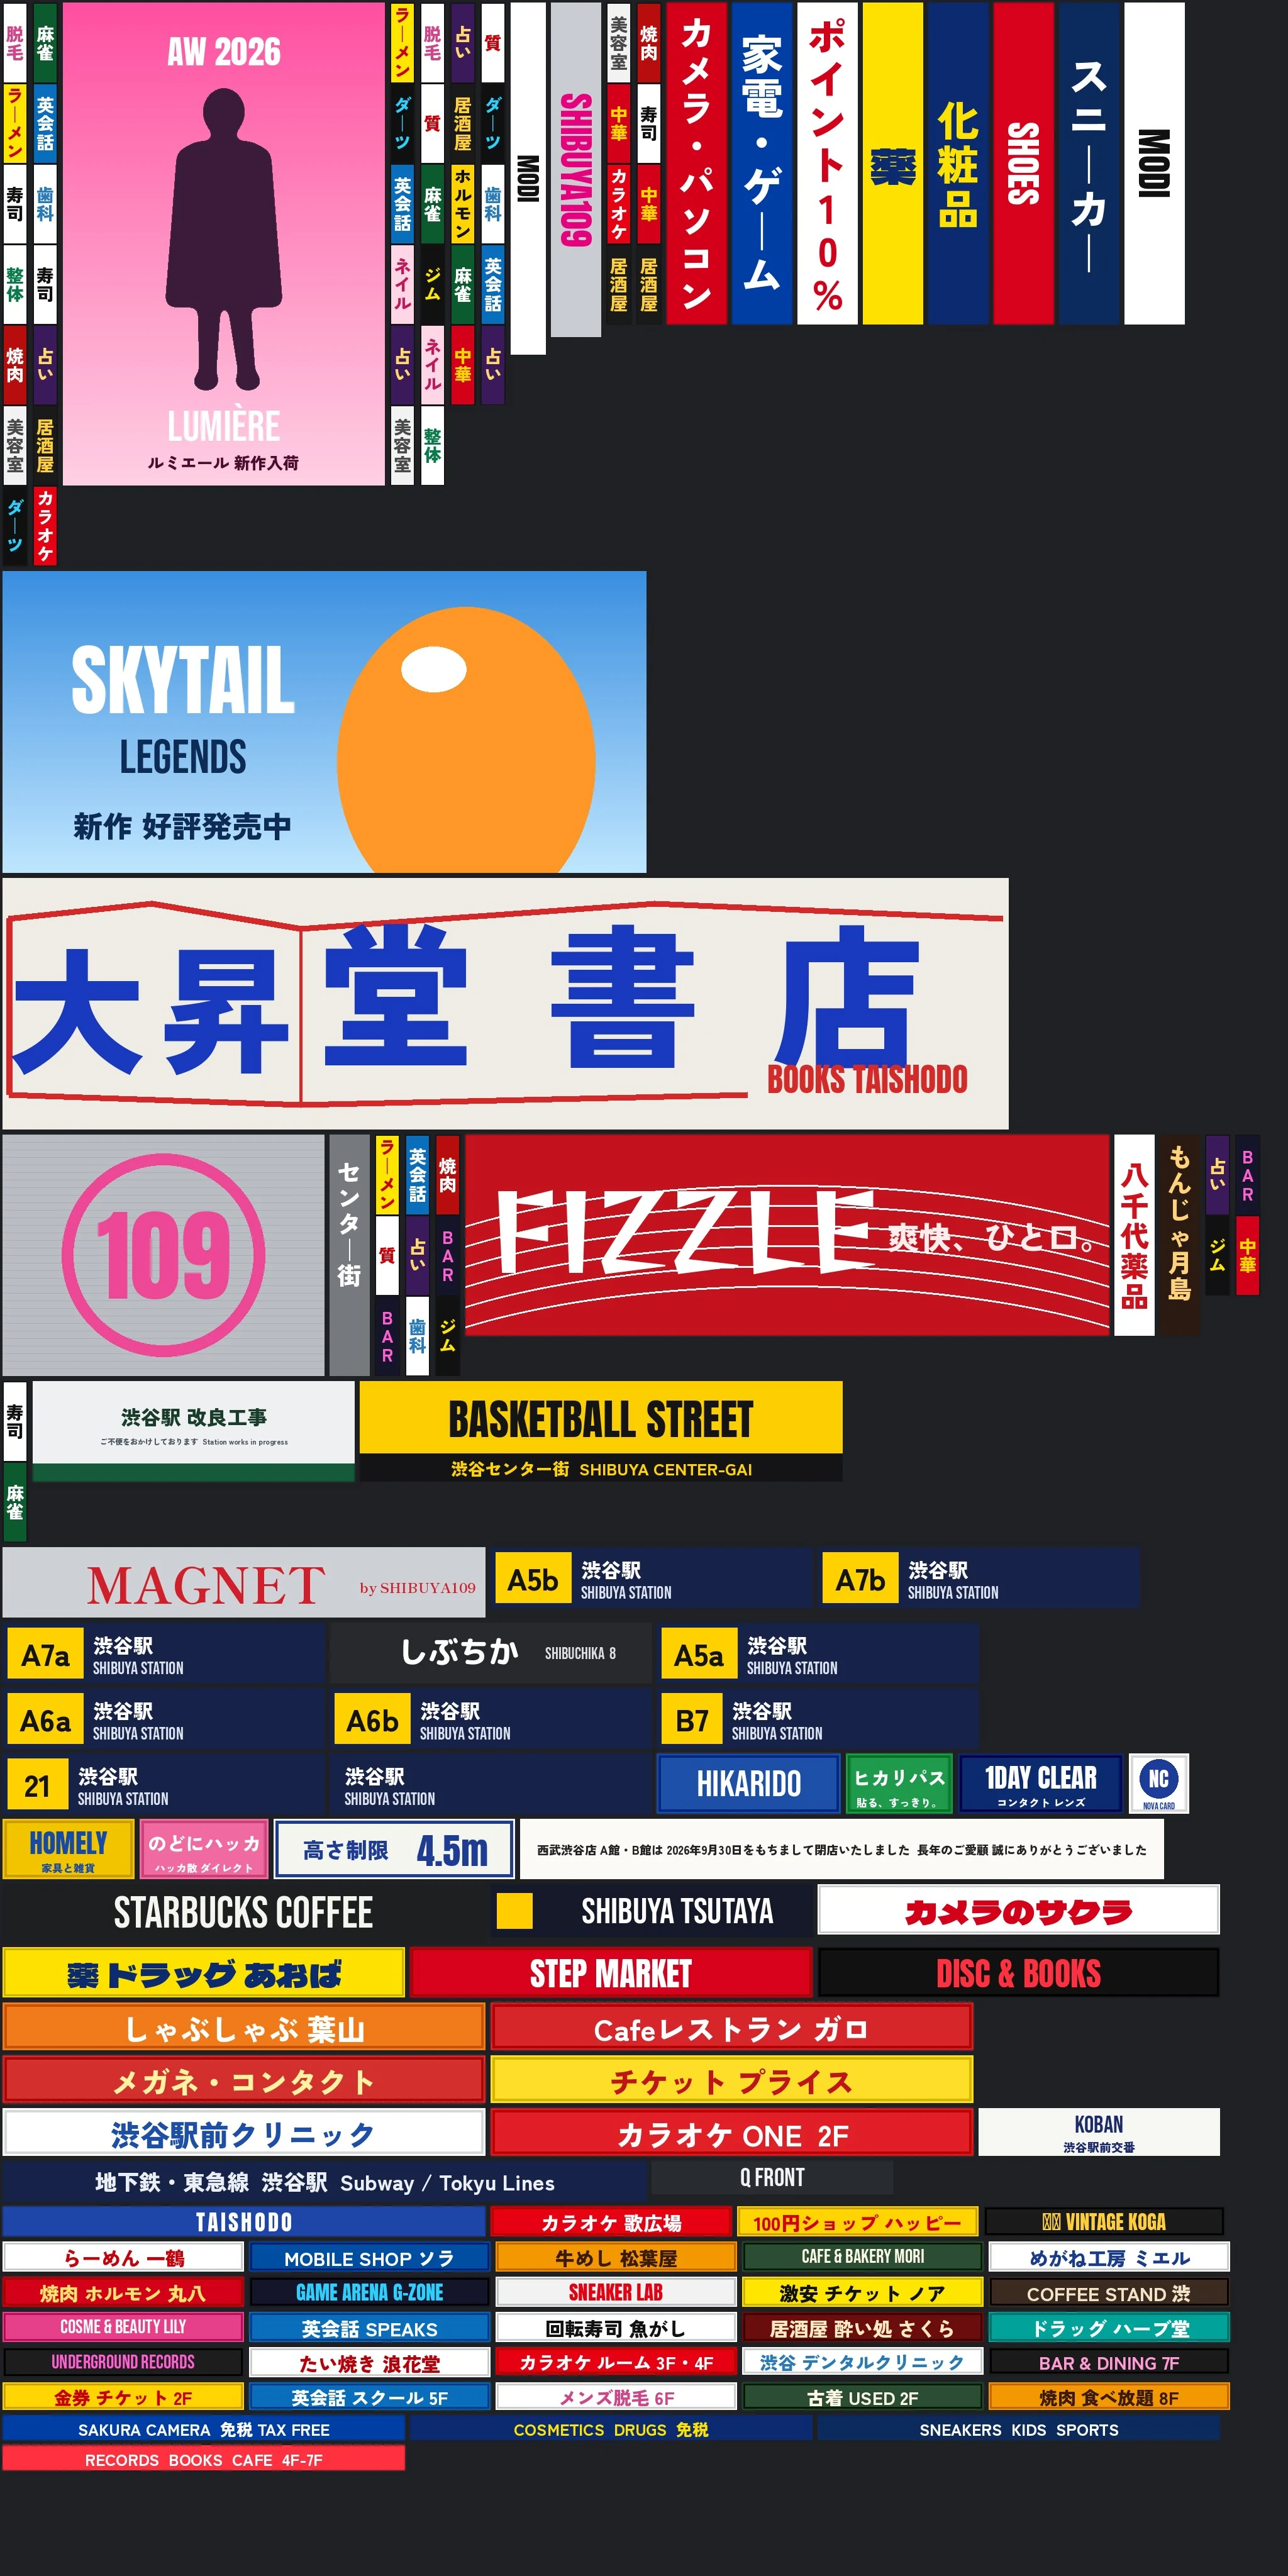 脱毛
ラーメン
寿司
整体
焼肉
美容室
ダーツ
麻雀
英会話
歯科
寿司
占い
居酒屋
カラオケ
AW 2026
LUMIÈRE
ルミエール 新作入荷
ラーメン
ダーツ
英会話
ネイル
占い
美容室
脱毛
質
麻雀
ジム
ネイル
整体
占い
居酒屋
ホルモン
麻雀
中華
質
ダーツ
歯科
英会話
占い
MODI
SHIBUYA109
美容室
中華
カラオケ
居酒屋
焼肉
寿司
中華
居酒屋
カメラ・パソコン
家電・ゲーム
ポイント10%
薬
化粧品
SHOES
スニーカー
MODI
SKYTAIL
LEGENDS
新作 好評発売中
大昇堂書店
BOOKS TAISHODO
109
センター街
ラーメン
質
BAR
英会話
占い
歯科
焼肉
BAR
ジム
FIZZLE
爽快、ひと口。
八千代薬品
もんじゃ月島
占い
ジム
BAR
中華
寿司
麻雀
渋谷駅 改良工事
ご不便をおかけしております Station works in progress
BASKETBALL STREET
渋谷センター街 SHIBUYA CENTER-GAI
MAGNET by SHIBUYA109
A5b 渋谷駅
SHIBUYA STATION
A7b 渋谷駅
SHIBUYA STATION
A7a 渋谷駅
SHIBUYA STATION
しぶちか SHIBUCHIKA 8
A5a 渋谷駅
SHIBUYA STATION
A6a 渋谷駅
SHIBUYA STATION
A6b 渋谷駅
SHIBUYA STATION
B7 渋谷駅
SHIBUYA STATION
21 渋谷駅
SHIBUYA STATION
渋谷駅
SHIBUYA STATION
HIKARIDO
ヒカリパス
貼る、すっきり。
1DAY CLEAR
コンタクト レンズ
NC
NOVA CARD
HOMELY
家具と雑貨
のどにハッカ
ハッカ散 ダイレクト
高さ制限 4.5m
西武渋谷店 A館・B館は 2026年9月30日をもちまして閉店いたしました 長年のご愛顧 誠にありがとうございました
STARBUCKS COFFEE
SHIBUYA TSUTAYA
カメラのサクラ
薬 ドラッグ あおば
STEP MARKET
DISC & BOOKS
しゃぶしゃぶ 葉山
Cafeレストラン ガロ
メガネ・コンタクト
チケット プライス
渋谷駅前クリニック
カラオケ ONE 2F
KOBAN
渋谷駅前交番
地下鉄・東急線 渋谷駅 Subway / Tokyu Lines
Q FRONT
TAISHODO
カラオケ 歌広場
100円ショップ ハッピー
VINTAGE KOGA
らーめん 一鶴
MOBILE SHOP ソラ
牛めし 松葉屋
CAFE & BAKERY MORI
めがね工房 ミエル
焼肉 ホルモン 丸八
GAME ARENA G-ZONE
SNEAKER LAB
激安 チケット ノア
COFFEE STAND 渋
COSME & BEAUTY LILY
英会話 SPEAKS
回転寿司 魚がし
居酒屋 酔い処 さくら
ドラッグ ハーブ堂
UNDERGROUND RECORDS
たい焼き 浪花堂
カラオケ ルーム 3F・4F
渋谷 デンタルクリニック
BAR & DINING 7F
金券 チケット 2F
英会話 スクール 5F
メンズ脱毛 6F
古着 USED 2F
焼肉 食べ放題 8F
SAKURA CAMERA 免税 TAX FREE
COSMETICS DRUGS 免税
SNEAKERS KIDS SPORTS
RECORDS BOOKS CAFE 4F-7F